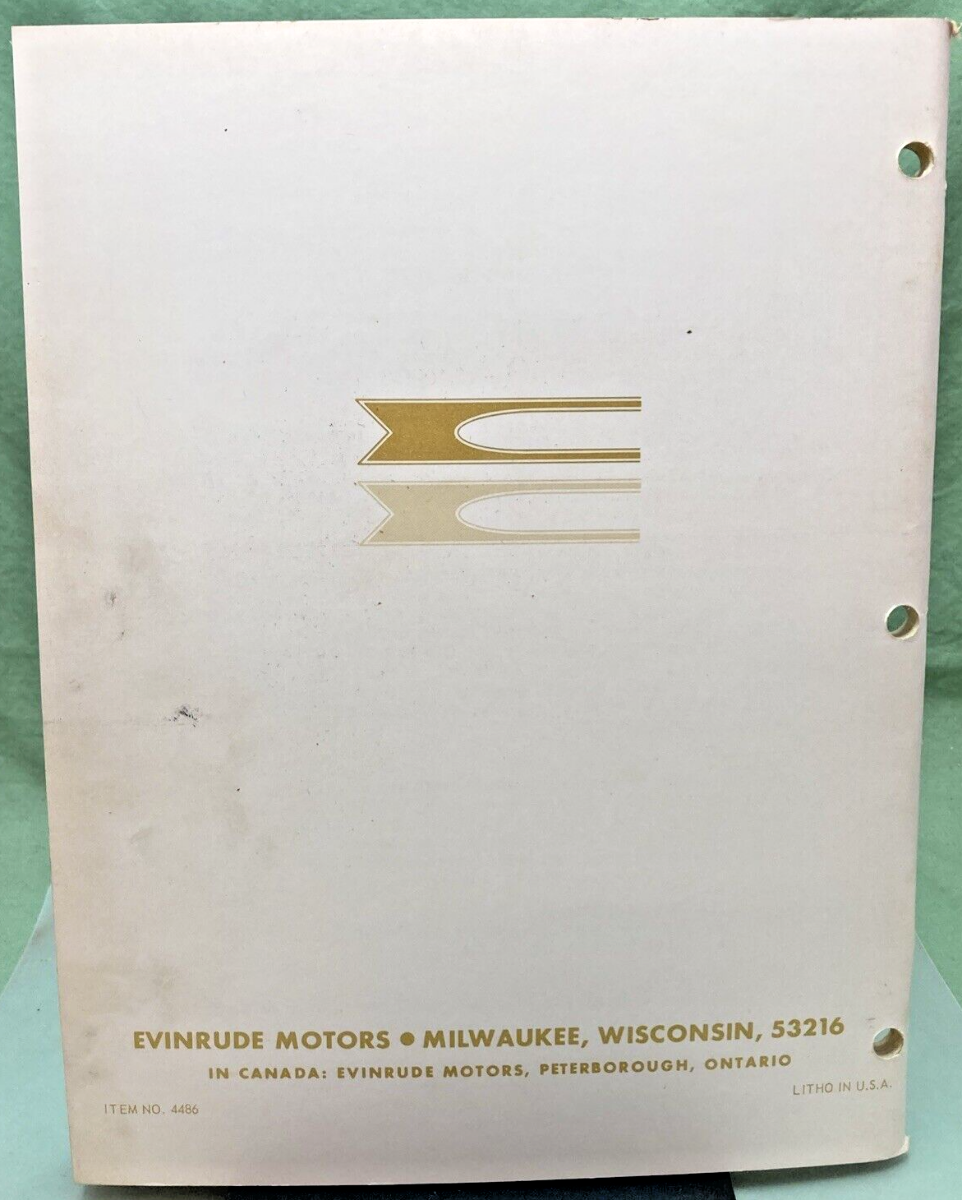 EVINRUDE MOTORS ● MILWAUKEE, WISCONSIN, 53216
IN CANADA: EVINRUDE MOTORS, PETERBOROUGH, ONTARIO
LITHO IN U.S.A.
ITEM NO. 4486